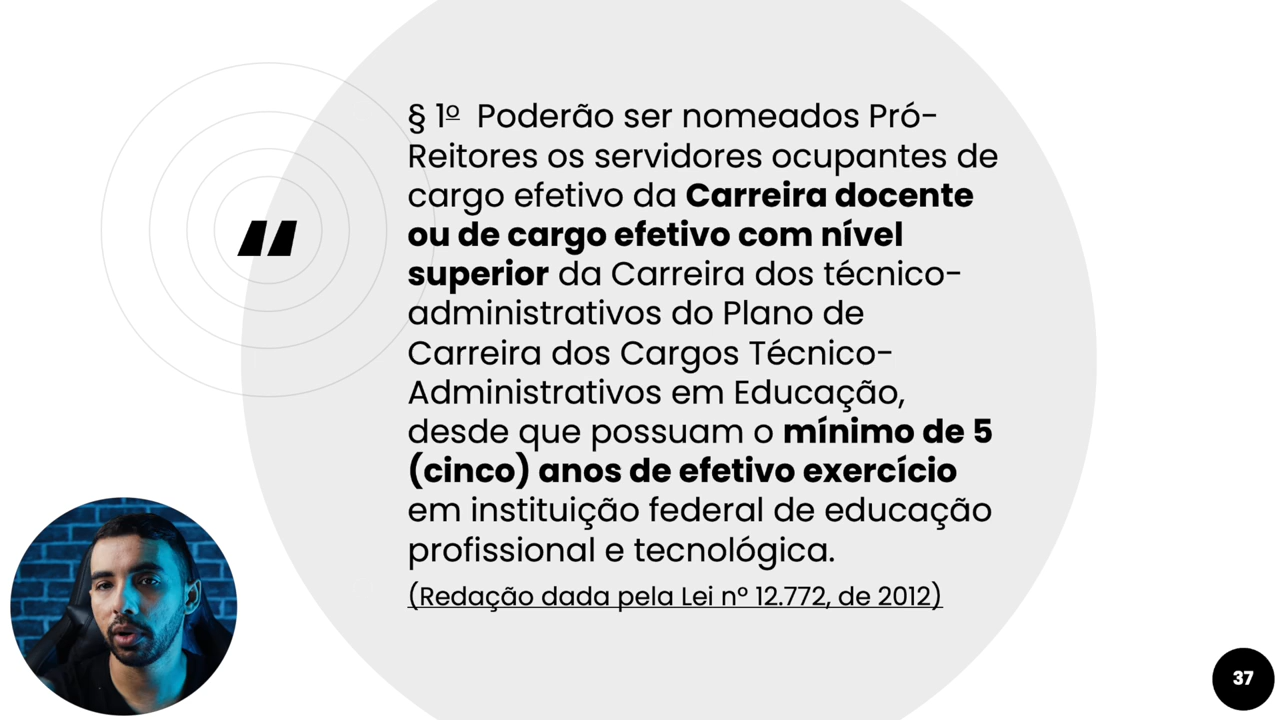 “
§ 1º Poderão ser nomeados Pró-
Reitores os servidores ocupantes de
cargo efetivo da Carreira docente
ou de cargo efetivo com nível
superior da Carreira dos técnico-
administrativos do Plano de
Carreira dos Cargos Técnico-
Administrativos em Educação,
desde que possuam o mínimo de 5
(cinco) anos de efetivo exercício
em instituição federal de educação
profissional e tecnológica.
(Redação dada pela Lei nº 12.772, de 2012)
37